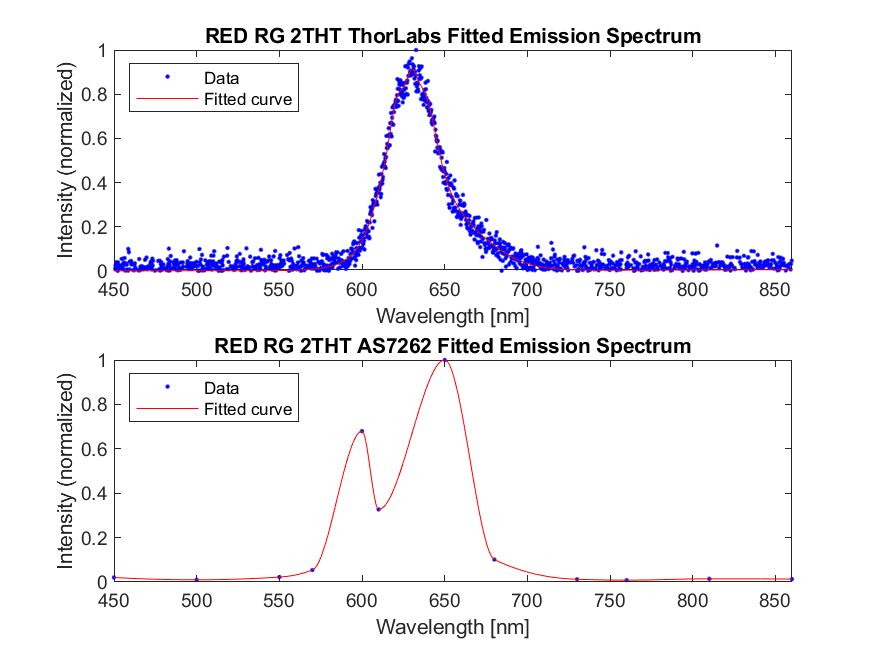 RED RG 2THT ThorLabs Fitted Emission Spectrum
Intensity (normalized)
1
0.8
0.6
0.4
0.2
0
Data
Fitted curve
450 500 550 600 650 700 750 800 850
Wavelength [nm]
RED RG 2THT AS7262 Fitted Emission Spectrum
Intensity (normalized)
1
0.8
0.6
0.4
0.2
0
Data
Fitted curve
450 500 550 600 650 700 750 800 850
Wavelength [nm]